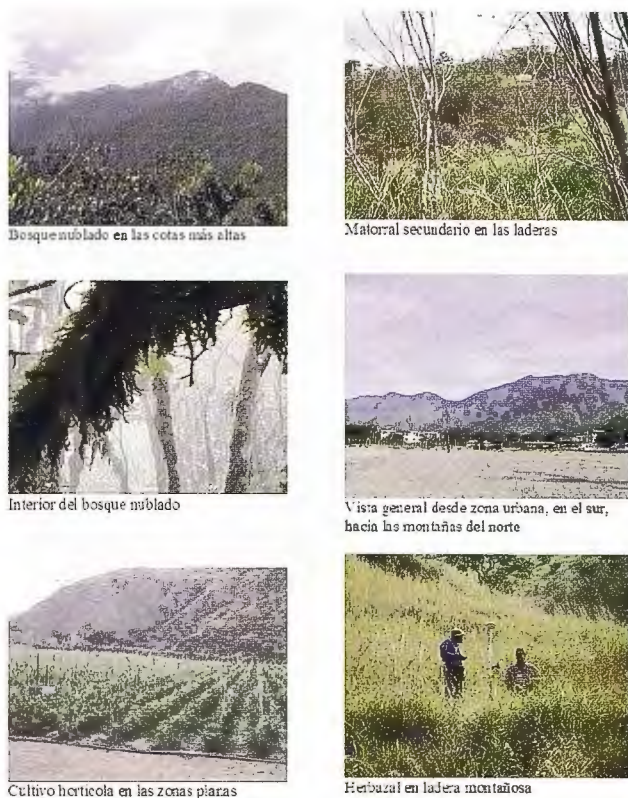 Bosque nublado en las cotas más altas
Matorral secundario en las laderas
Interior del bosque nublado
Vista general desde zona urbana, en el sur,
hacia las montañas del norte
Cultivo hortícola en las zonas planas
Herbazal en ladera montañosa